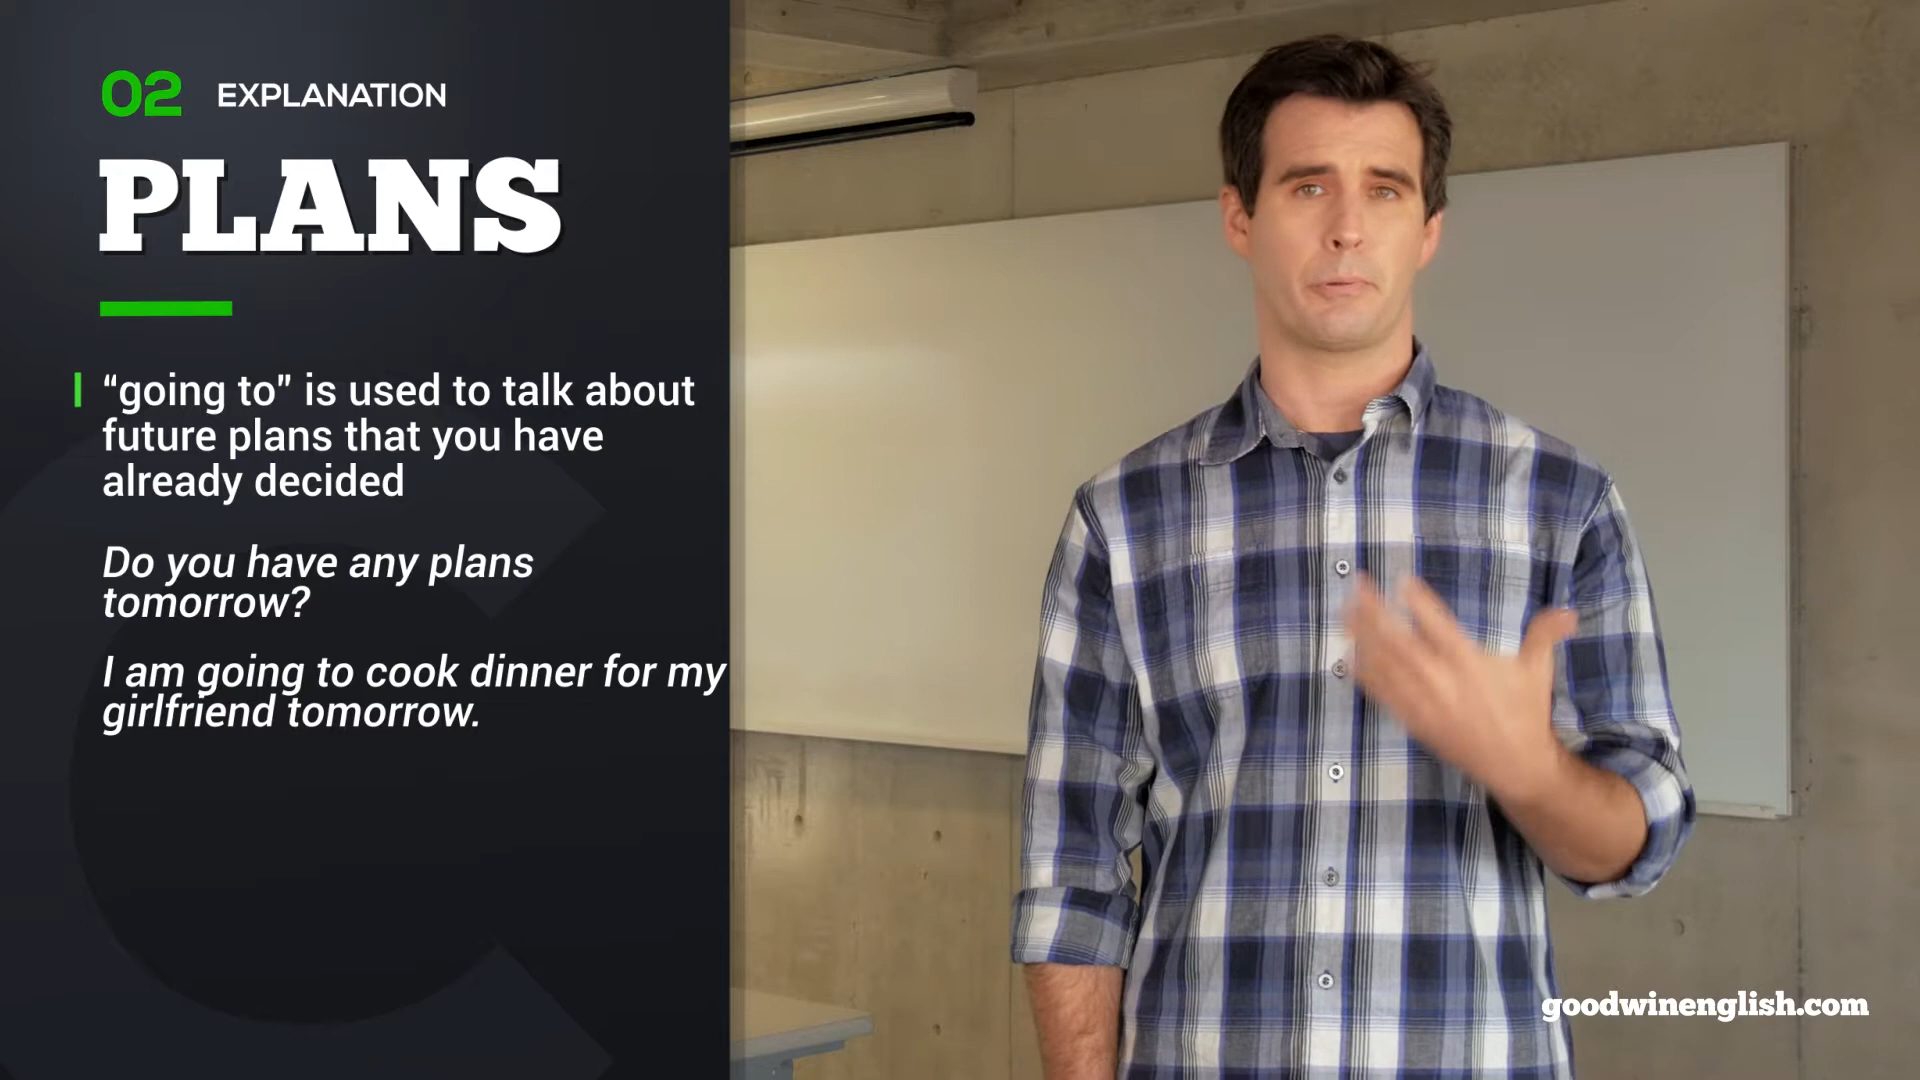 02 EXPLANATION
PLANS
“going to” is used to talk about
future plans that you have
already decided
Do you have any plans
tomorrow?
I am going to cook dinner for my
girlfriend tomorrow.
goodwinenglish.com